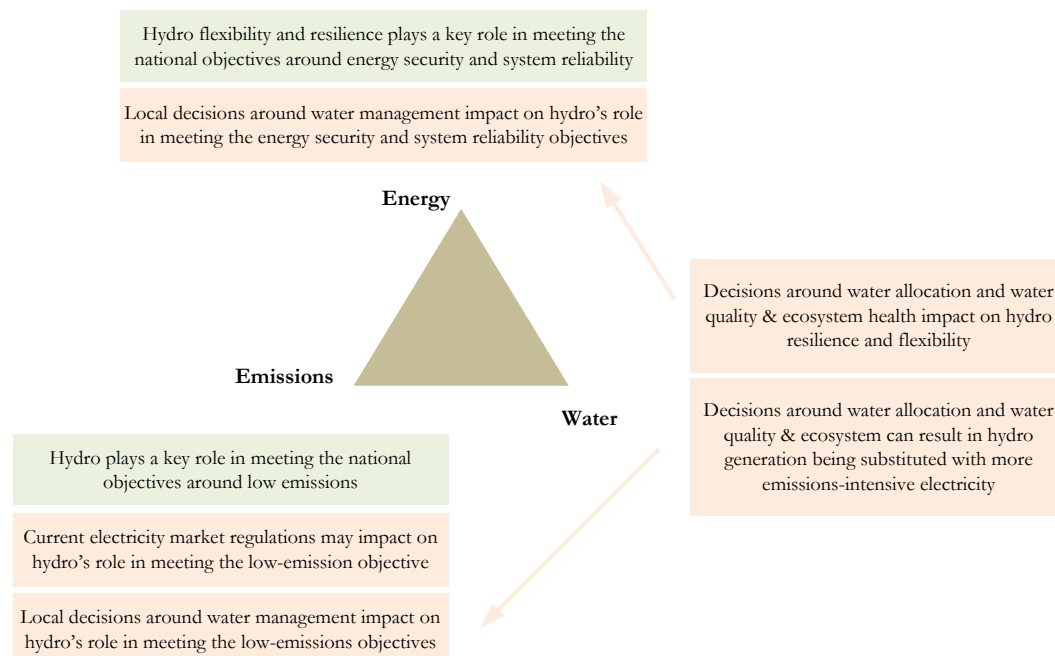 Hydro flexibility and resilience plays a key role in meeting the
national objectives around energy security and system reliability
Local decisions around water management impact on hydro’s role
in meeting the energy security and system reliability objectives
Energy
Decisions around water allocation and water
quality & ecosystem health impact on hydro
resilience and flexibility
Emissions
Water
Decisions around water allocation and water
quality & ecosystem can result in hydro
generation being substituted with more
emissions-intensive electricity
Hydro plays a key role in meeting the national
objectives around low emissions
Current electricity market regulations may impact on
hydro’s role in meeting the low-emission objective
Local decisions around water management impact on
hydro’s role in meeting the low-emissions objectives